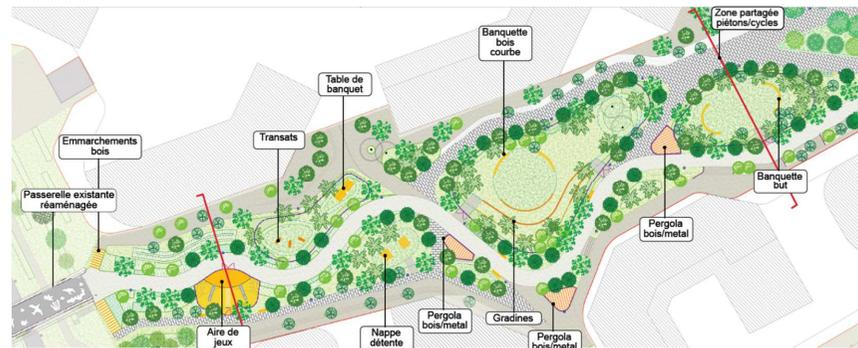 Zone partagée
piétons/cycles
Banquette
bois
courbe
Table de
banquet
Transats
Emmarchements
bois
Passerelle existante
réaménagée
Banquette
but
Pergola
bois/metal
Aire de
jeux
Nappe
détente
Pergola
bois/metal
Gradines
Pergola
bois/metal